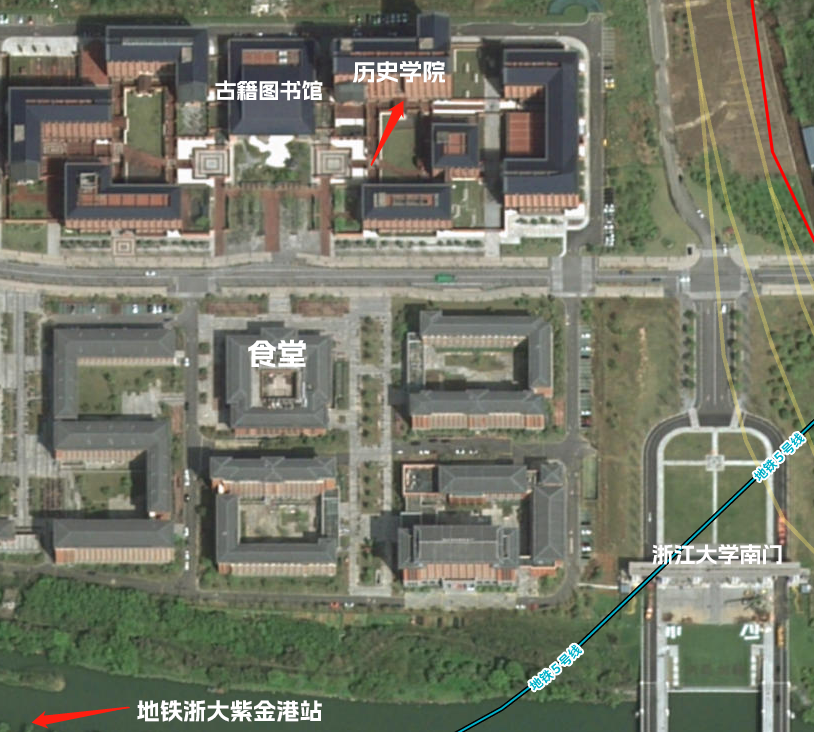 历史学院
古籍图书馆
食堂
地铁5号线
浙江大学南门
地铁5号线
地铁浙大紫金港站